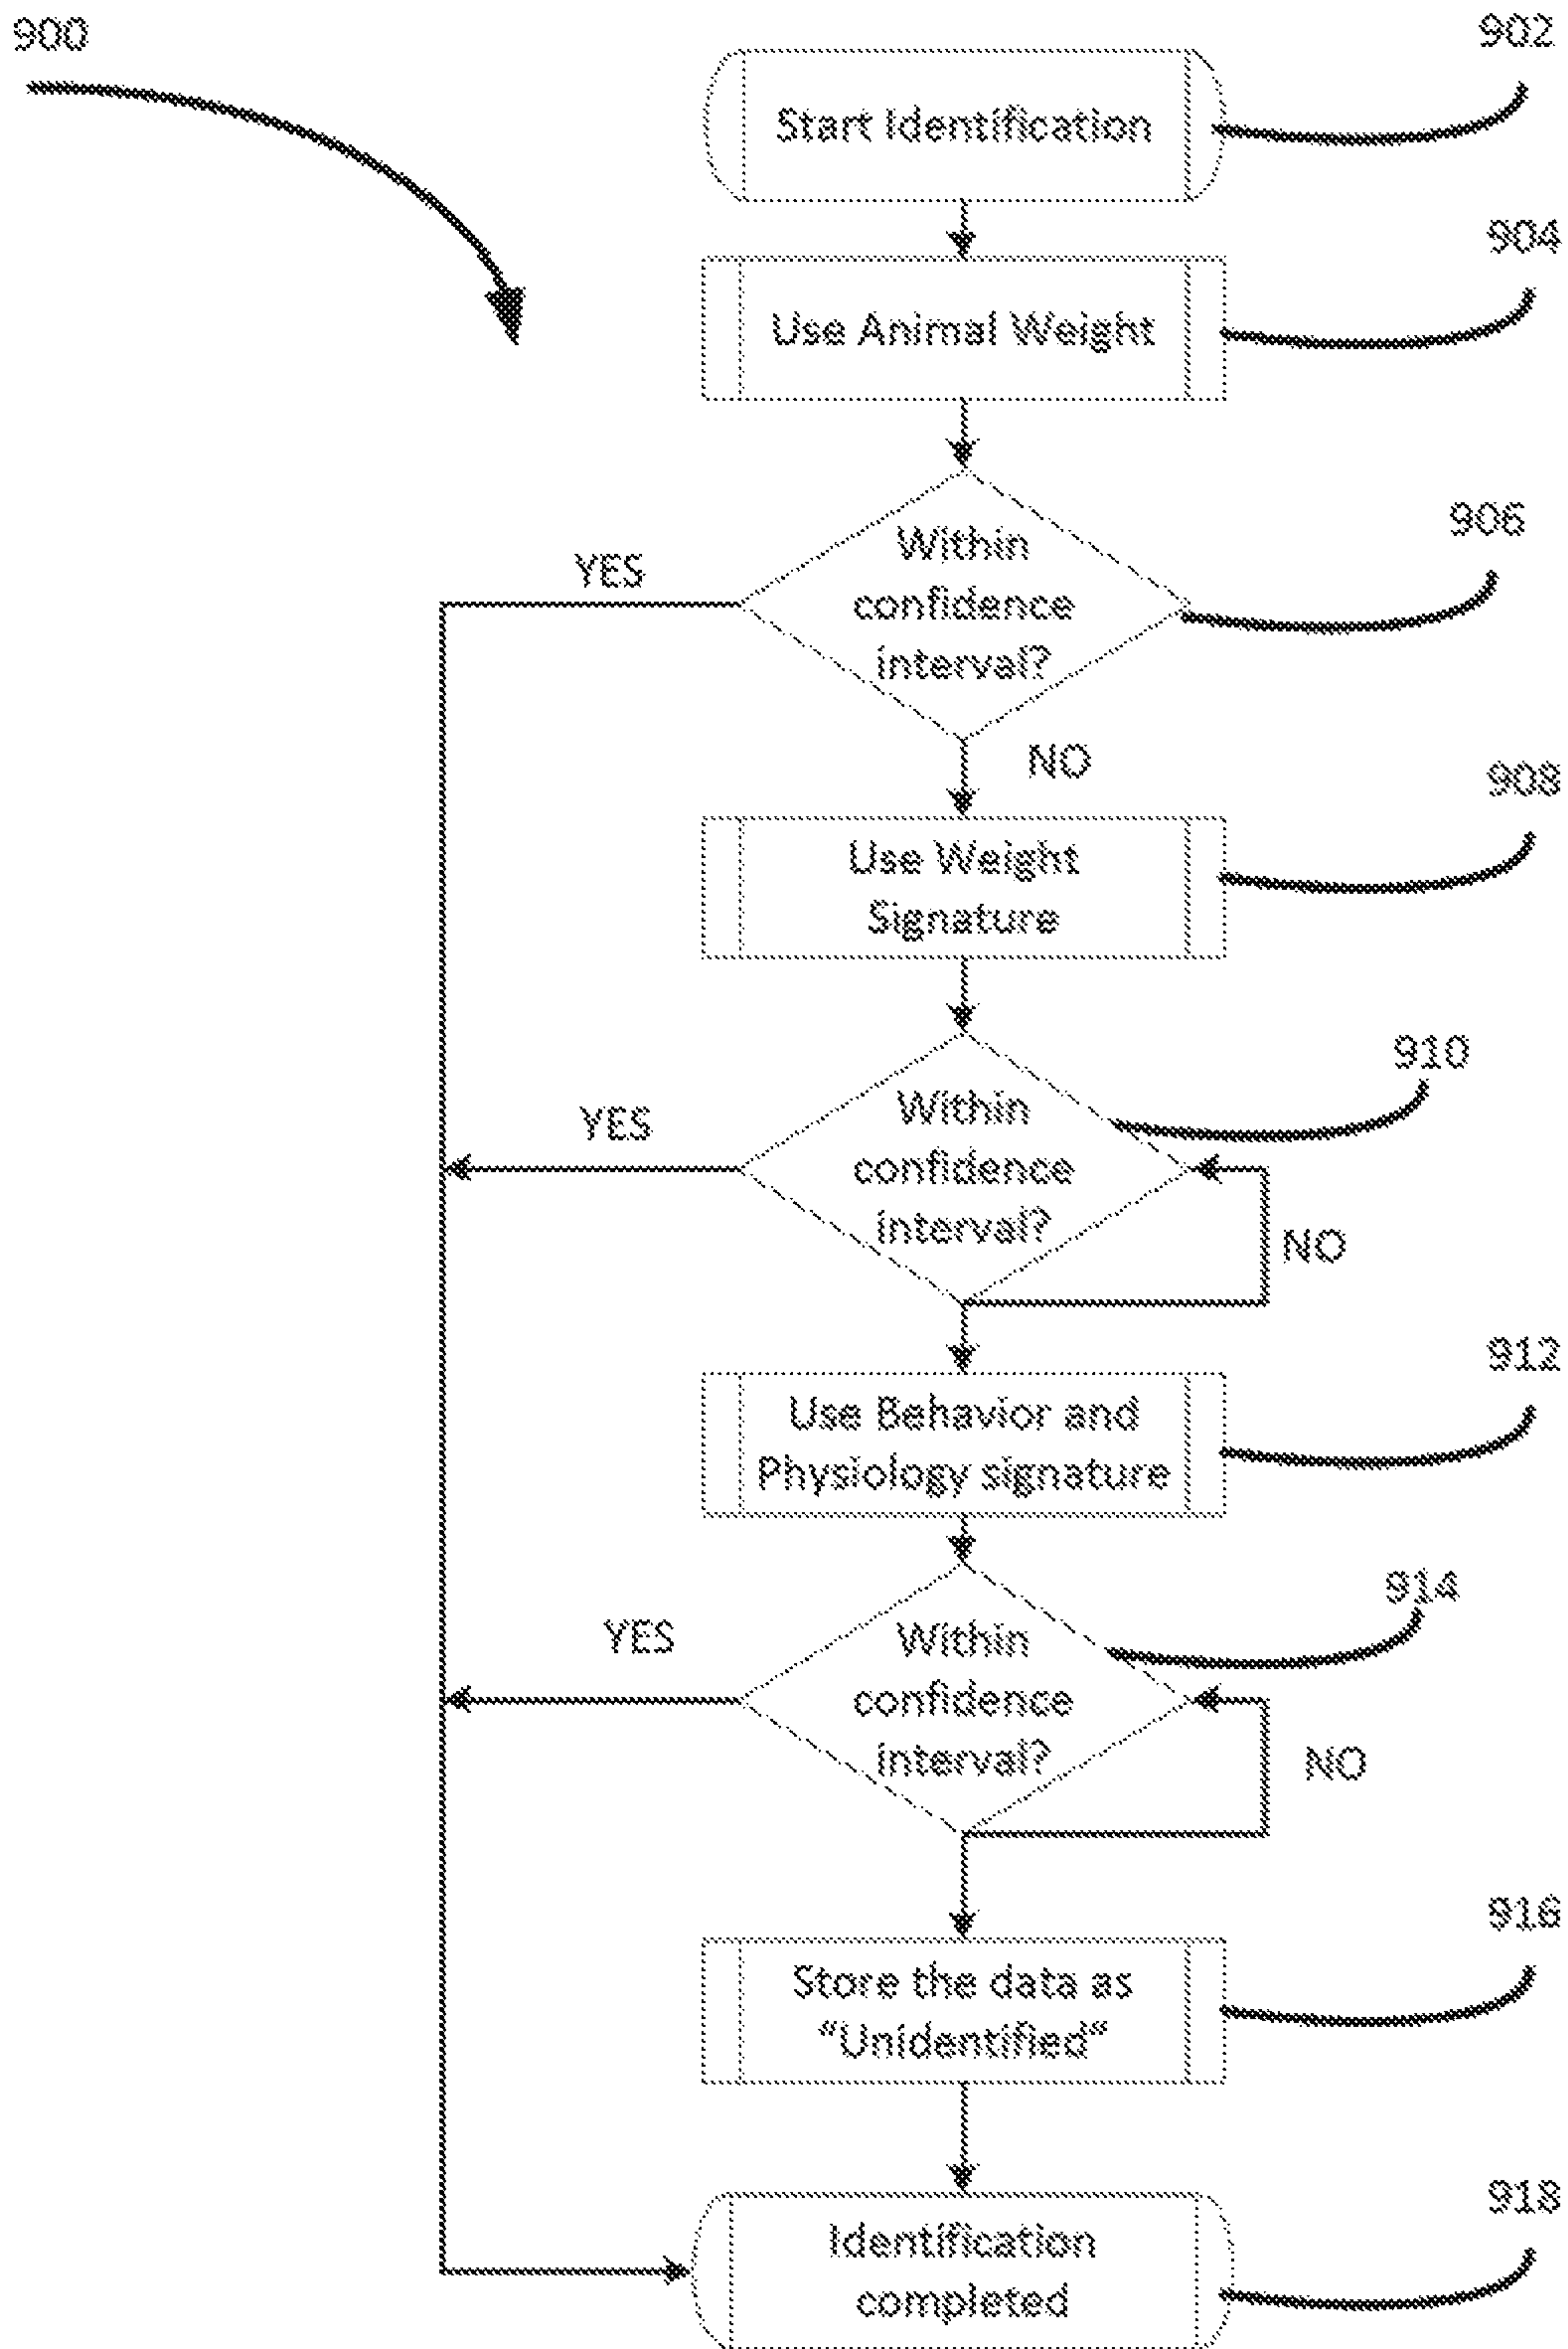 900
902
Start Identification
904
Use Animal Weight
906
Within
confidence
interval?
YES
NO
908
Use Weight
Signature
910
Within
confidence
interval?
YES
NO
912
Use Behavior and
Physiology signature
914
Within
confidence
interval?
YES
NO
916
Store the data as
“Unidentified“
918
Identification
completed